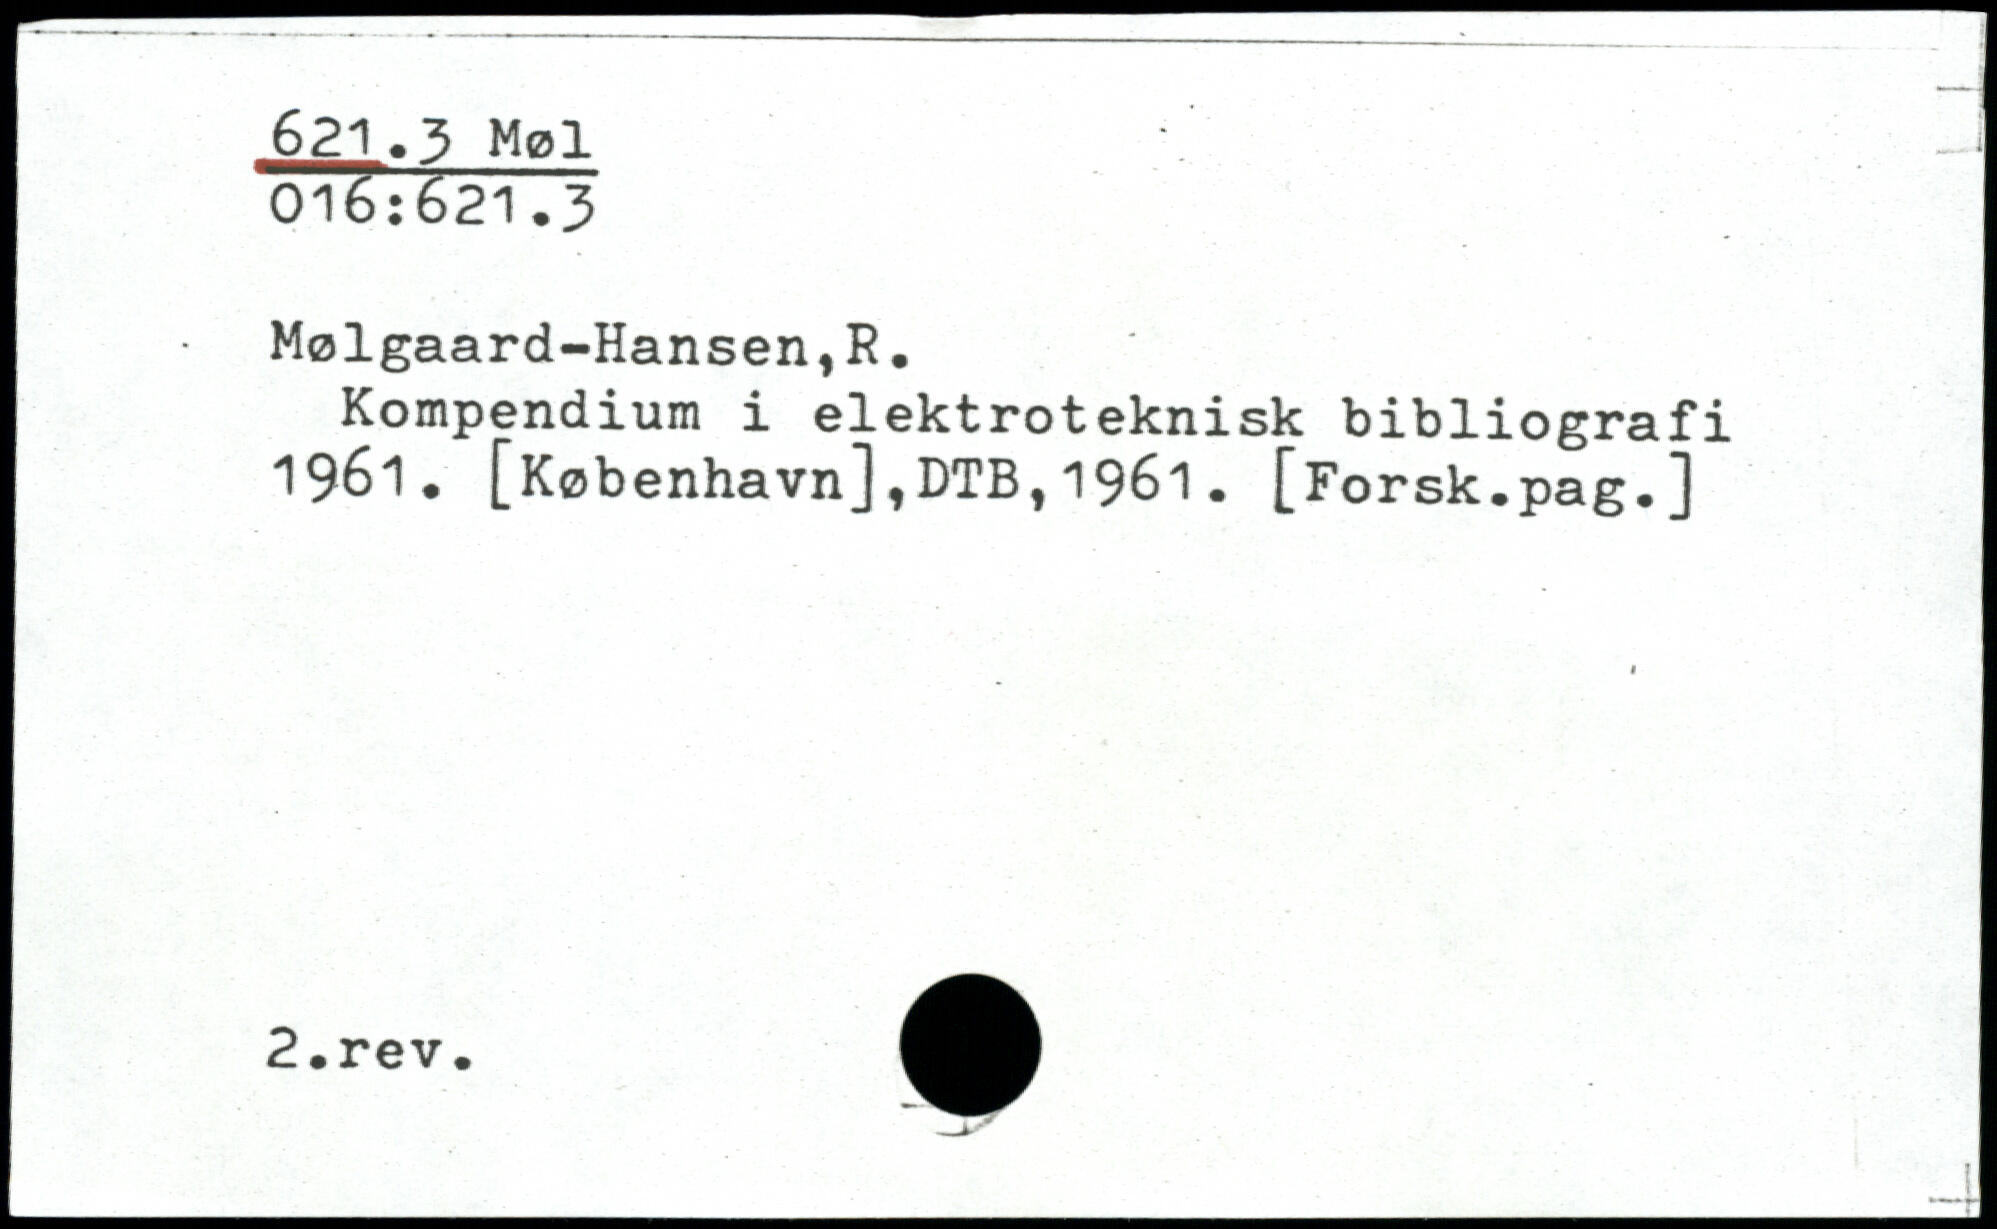 621.3 Møl
016:621.3
Mølgaard-Hansen,R.
Kompendium i elektroteknisk bibliografi
1961. [København],DTB,1961. [Forsk.pag.]
2.rev.